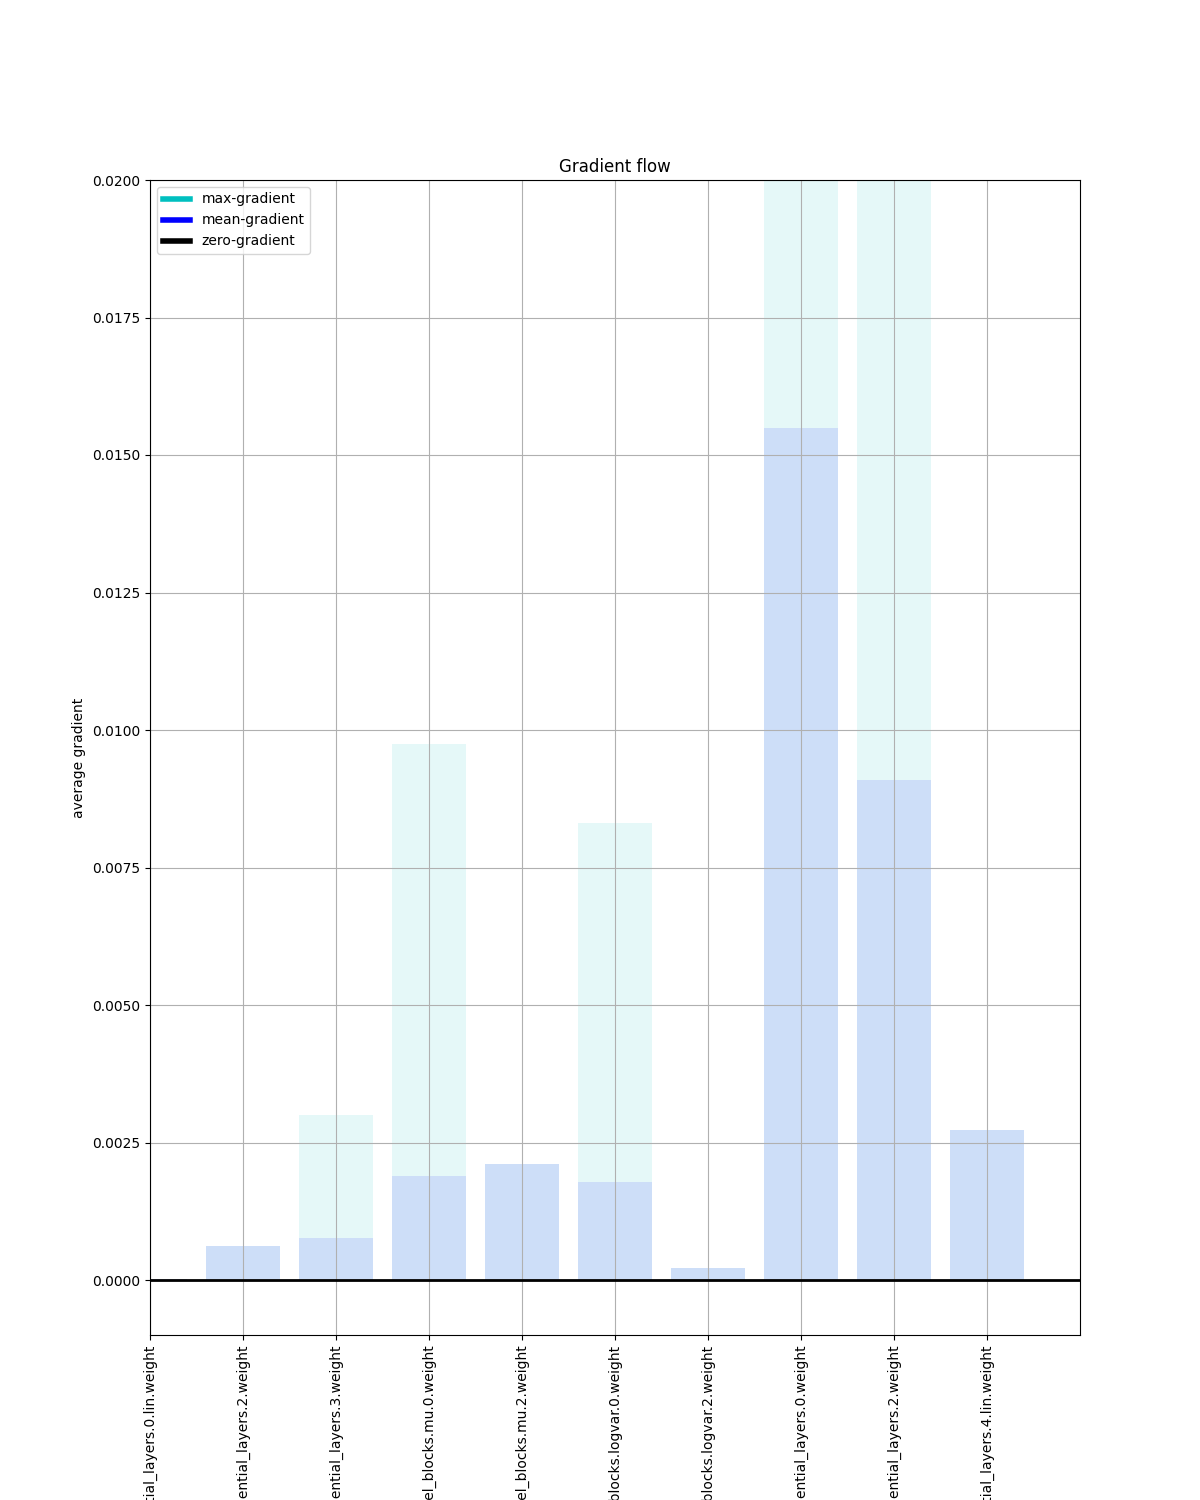 Gradient flow
max-gradient
mean-gradient
zero-gradient
0.0200
0.0175
0.0150
0.0125
0.0100
0.0075
0.0050
0.0025
0.0000
average gradient
tial_layers.0.lin.weight
ential_layers.2.weight
ential_layers.3.weight
el_blocks.mu.0.weight
el_blocks.mu.2.weight
blocks.logvar.0.weight
blocks.logvar.2.weight
ential_layers.0.weight
ential_layers.2.weight
tial_layers.4.lin.weight